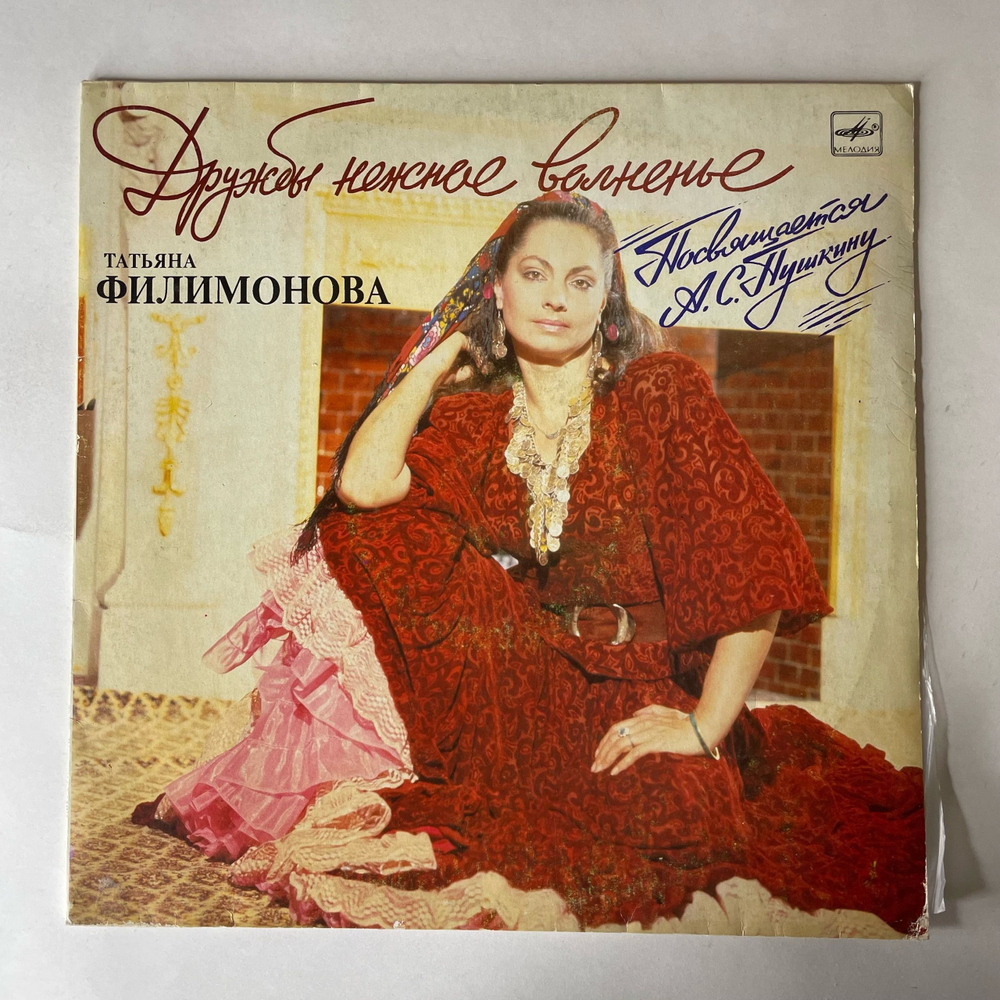 Дружбы нежное волненье
МЕЛОДИЯ
Посвящается
А.С.Пушкину
ТАТЬЯНА
ФИЛИМОНОВА